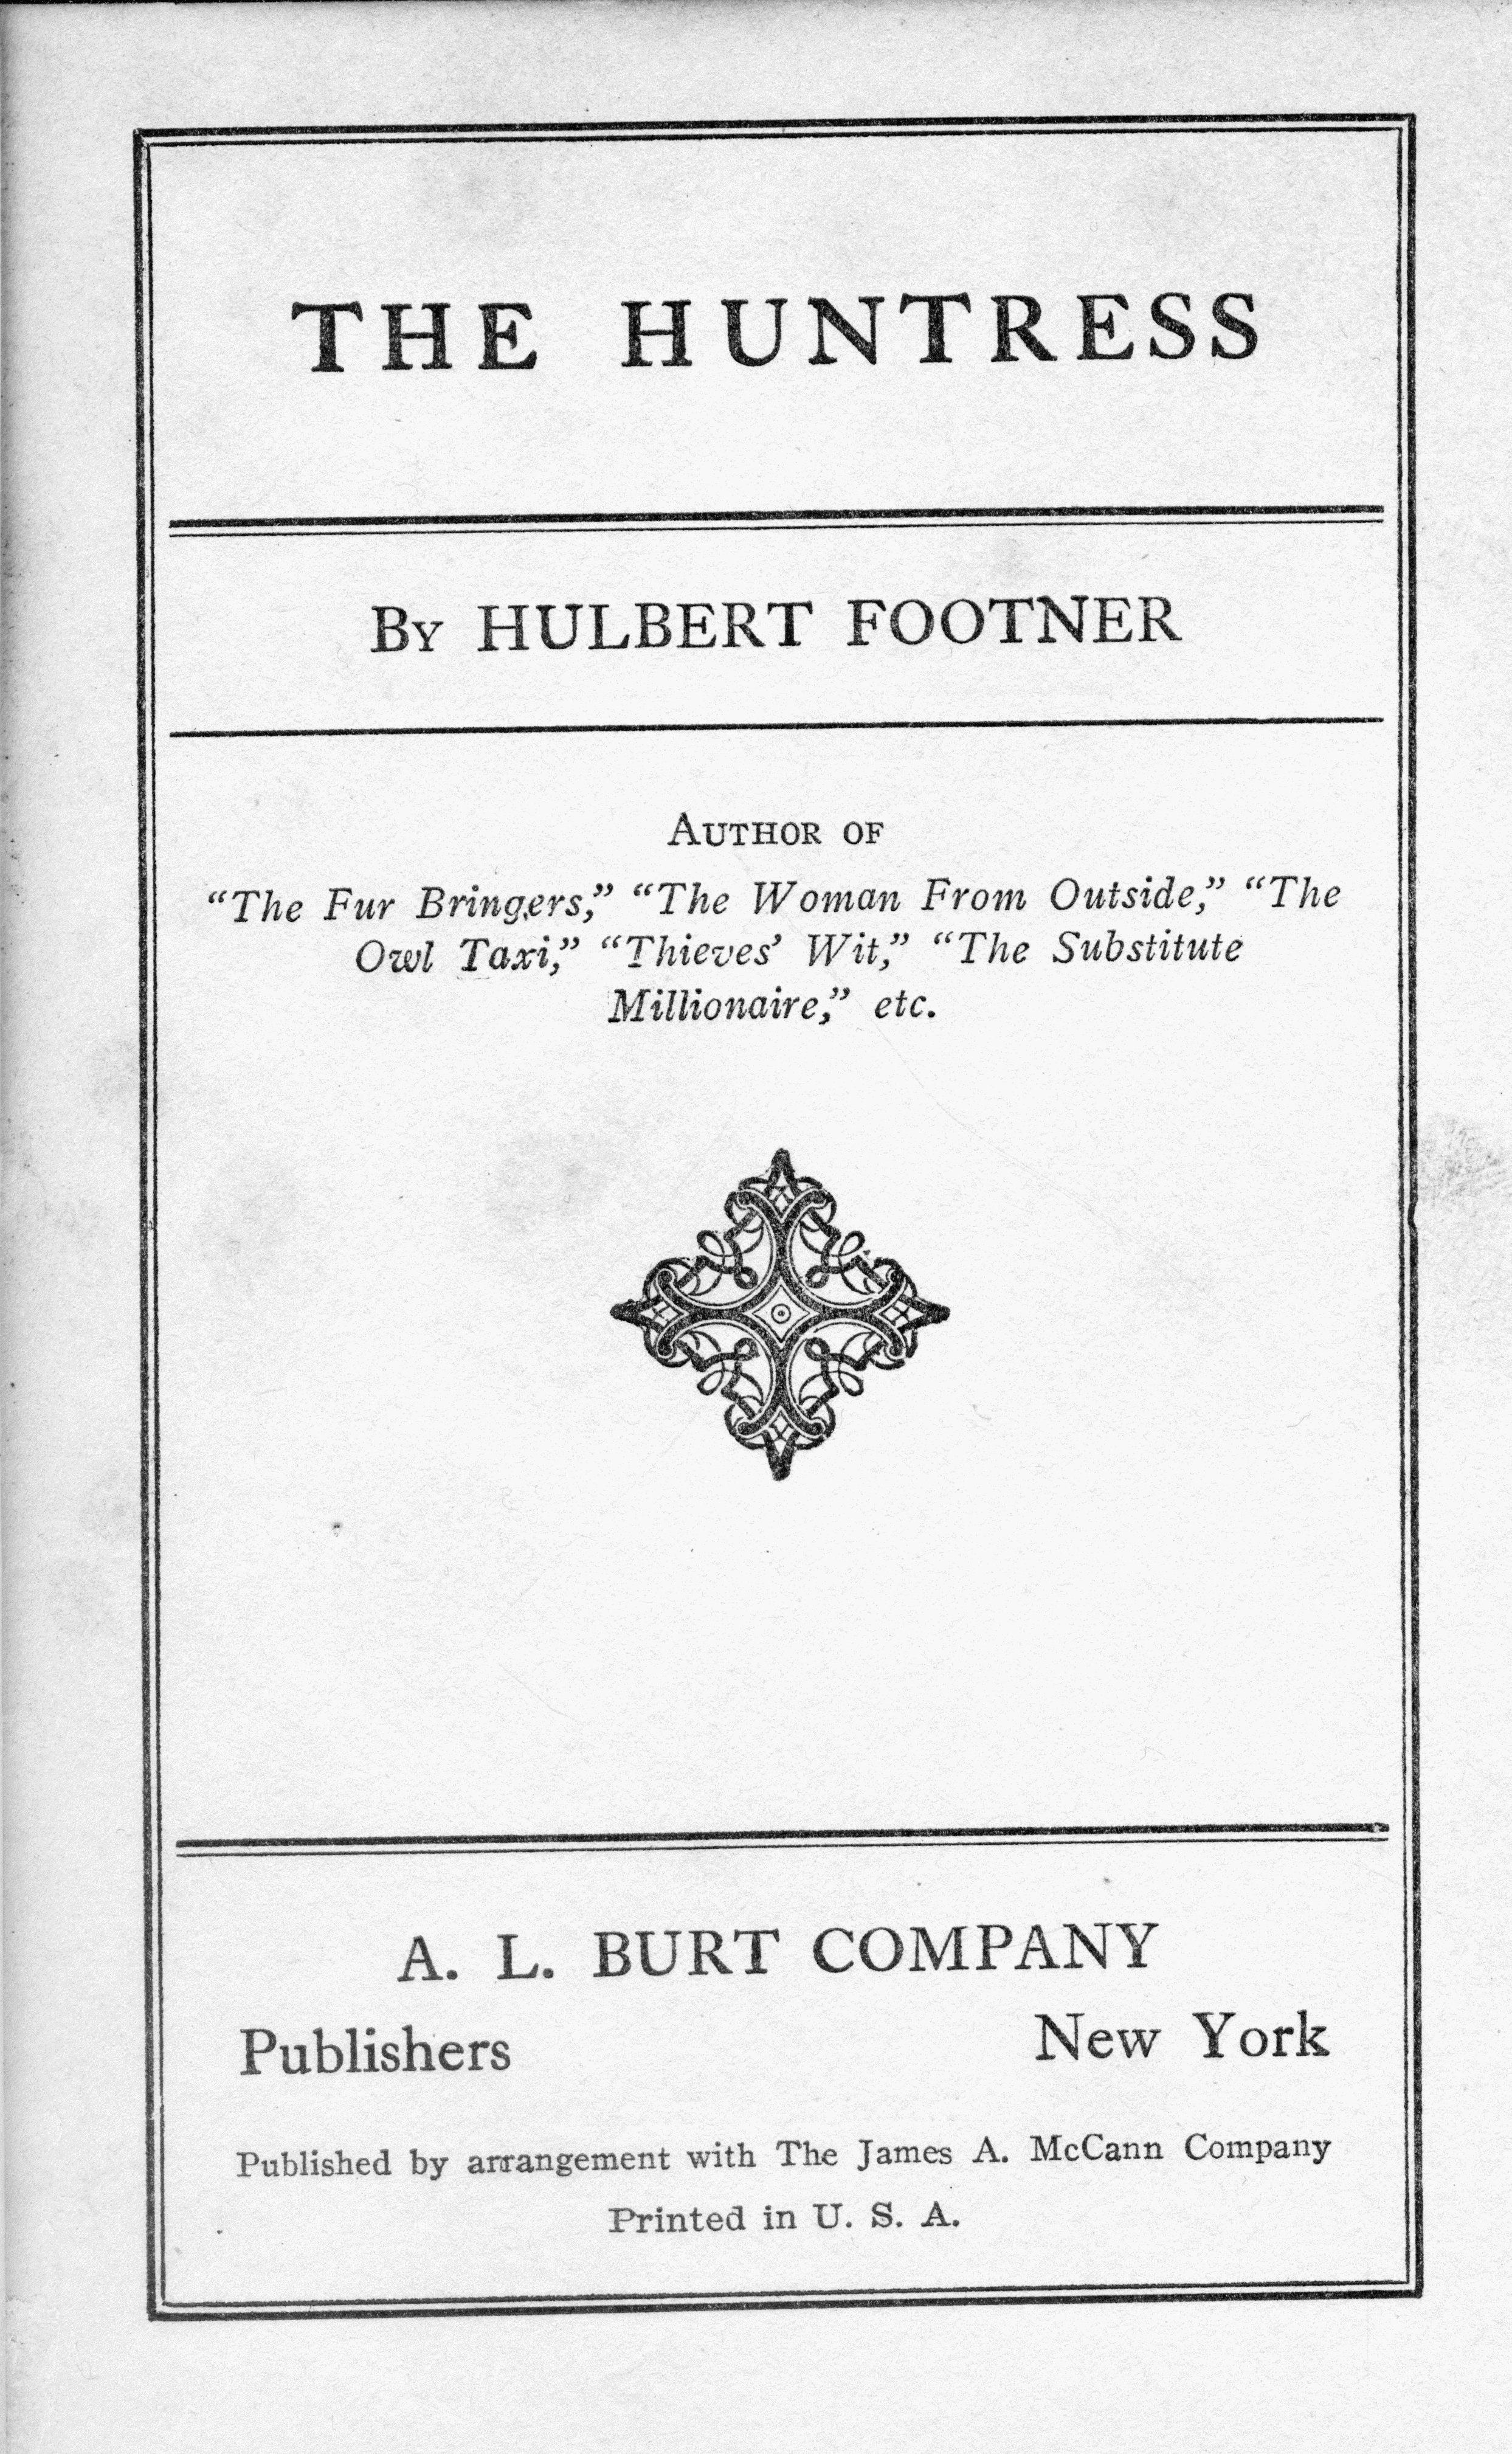 THE HUNTRESS
By HULBERT FOOTNER
AUTHOR OF
“The Fur Bringers,” “The Woman From Outside,” “The
Owl Taxi,” “Thieves’ Wit,” “The Substitute
Millionaire,” etc.
A. L. BURT COMPANY
Publishers New York
Published by arrangement with The James A. McCann Company
Printed in U. S. A.